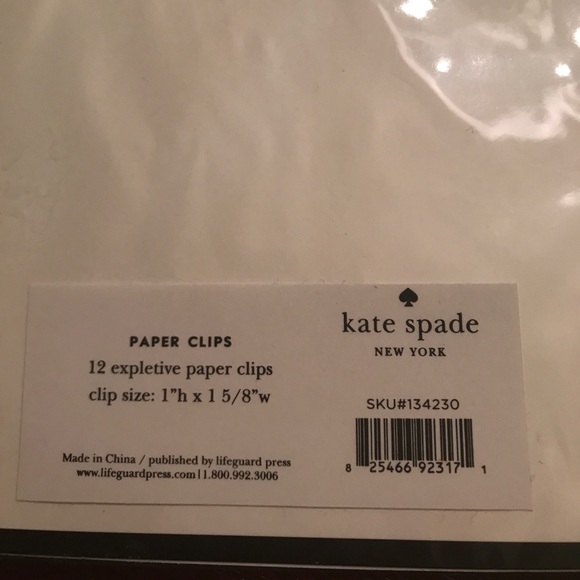 PAPER CLIPS
12 expletive paper clips
clip size: 1"h x 1 5/8"w
Made in China / published by lifeguard press
www.lifeguardpress.com | 1.800.992.3006
kate spade
NEW YORK
SKU#134230
8 25466 92317 1